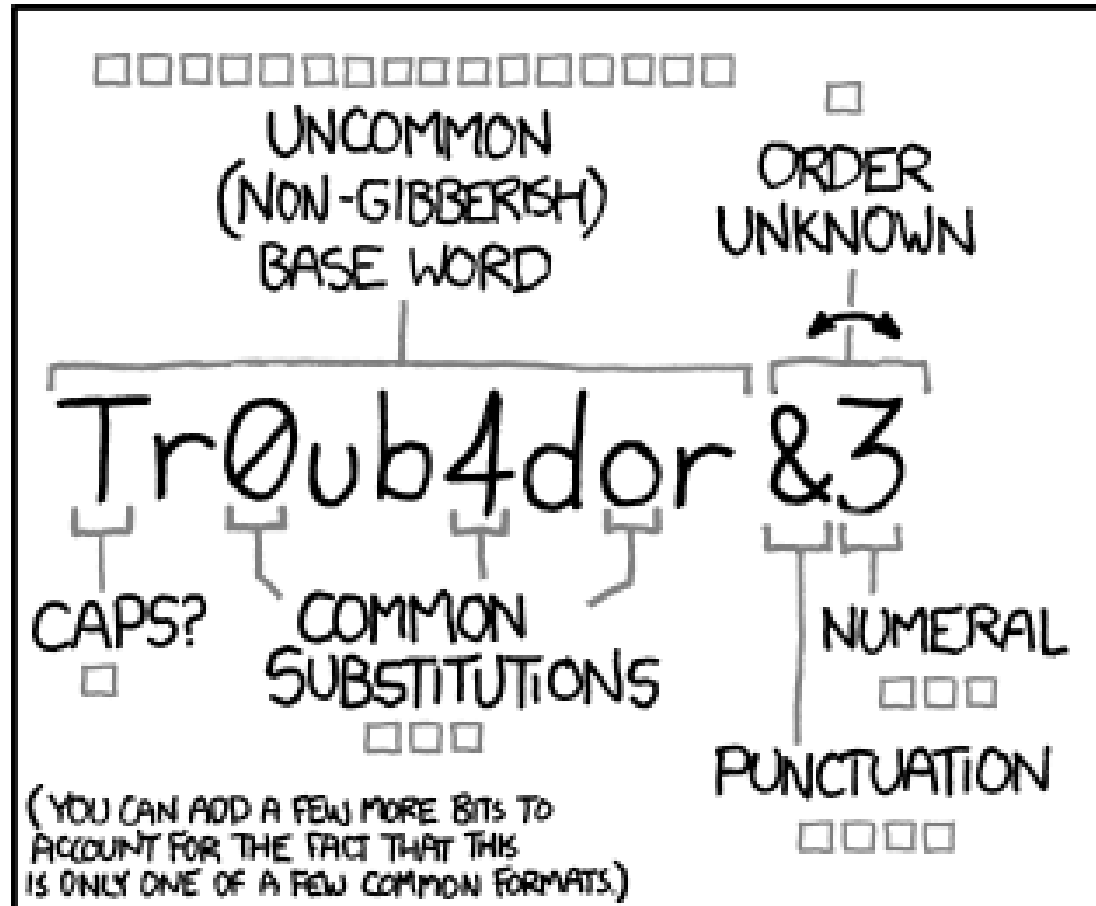 UNCOMMON
(NON-GIBBERISH)
BASE WORD
ORDER
UNKNOWN
Tr0ub4dor &3
CAPS?
COMMON
SUBSTITUTIONS
NUMERAL
PUNCTUATION
(YOU CAN ADD A FEW MORE BITS TO
ACCOUNT FOR THE FACT THAT THIS
IS ONLY ONE OF A FEW COMMON FORMATS.)